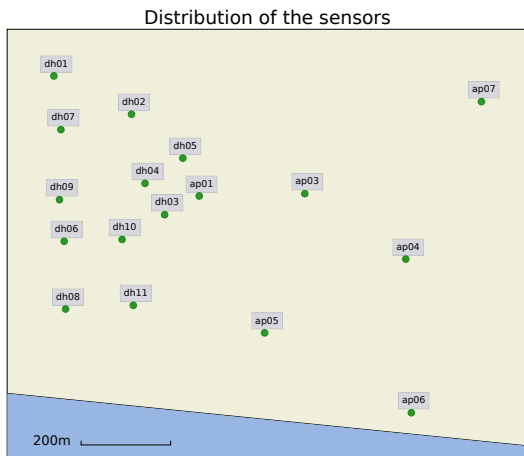 Distribution of the sensors
dh01
ap07
dh02
dh07
dh05
dh04
ap03
ap01
dh09
dh03
dh10
dh06
ap04
dh11
dh08
ap05
ap06
200m